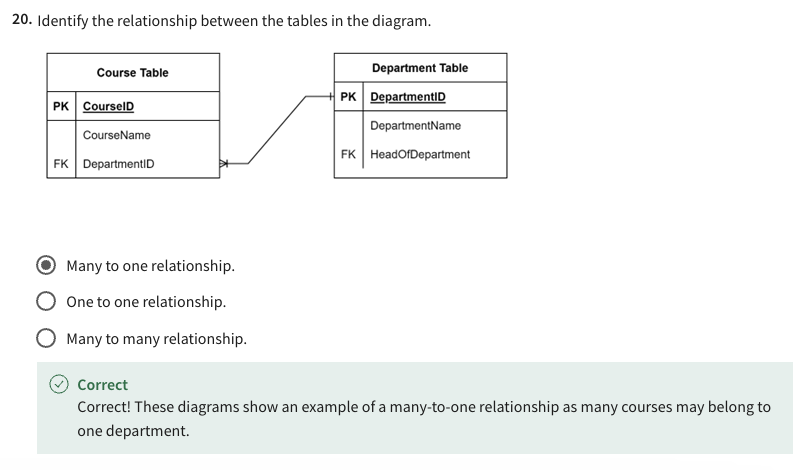 20. Identify the relationship between the tables in the diagram.
Course Table
PK CourseID
CourseName
FK DepartmentID
Department Table
PK DepartmentID
DepartmentName
FK HeadOfDepartment
Many to one relationship.
One to one relationship.
Many to many relationship.
Correct
Correct! These diagrams show an example of a many-to-one relationship as many courses may belong to
one department.